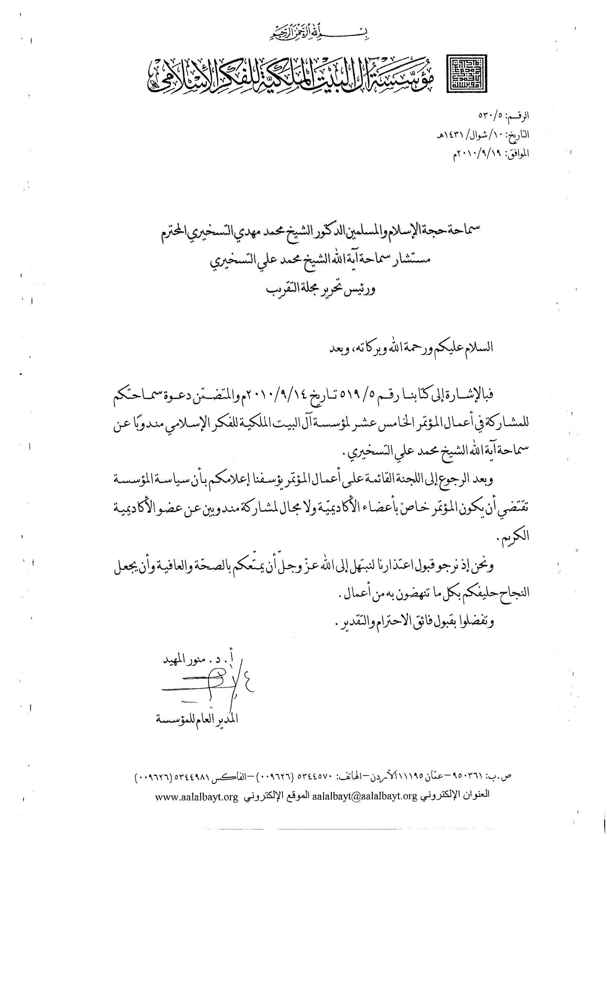 بسم الله الرحمن الرحيم
مؤسسة آل البيت الملكية للفكر الإسلامي
الرقم: ٥/٥٣٠
التاريخ: ١٠/شوال/١٤٣١هـ
الموافق: ٢٠١٠/٩/١٩م
سماحة حجة الإسلام والمسلمين الدكتور الشيخ محمد مهدي التسخيري المحترم
مستشار سماحة آية الله الشيخ محمد علي التسخيري
ورئيس تحرير مجلة التقريب
السلام عليكم ورحمة الله وبركاته، وبعد
فبالإشارة إلى كتابنا رقم ٥/ ٥١٩ تاريخ ٢٠١٠/٩/١٤م والمتضمّن دعوة سماحتكم
للمشاركة في أعمال المؤتمر الخامس عشر لمؤسسة آل البيت الملكية للفكر الإسلامي مندوبًا عن
سماحة آية الله الشيخ محمد علي التسخيري.
وبعد الرجوع إلى اللجنة القائمة على أعمال المؤتمر يؤسفنا إعلامكم بأن سياسة المؤسسة
تقتضي أن يكون المؤتمر خاصٌ بأعضاء الأكاديميّة ولا مجال لمشاركة مندوبين عن عضو الأكاديمية
الكريم.
ونحن إذ نرجو قبول اعتذارنا لنبتهل إلى الله عزّ وجلّ أن يمتّعكم بالصحّة والعافية وأن يجعل
النجاح حليفكم بكل ما تنهضون به من أعمال.
وتفضلوا بقبول فائق الاحترام والتقدير.
أ. د. منور المهيد
المدير العام للمؤسسة
ص.ب: ٩٥٠٣٦١–عمّان ١١١٩٥الأردن–الهاتف: ٥٣٤٤٥٧٠ (٠٠٩٦٢٦)–الفاكس ٥٣٤٤٩٨١ (٠٠٩٦٢٦)
العنوان الإلكتروني aalalbayt@aalalbayt.org الموقع الإلكتروني www.aalalbayt.org